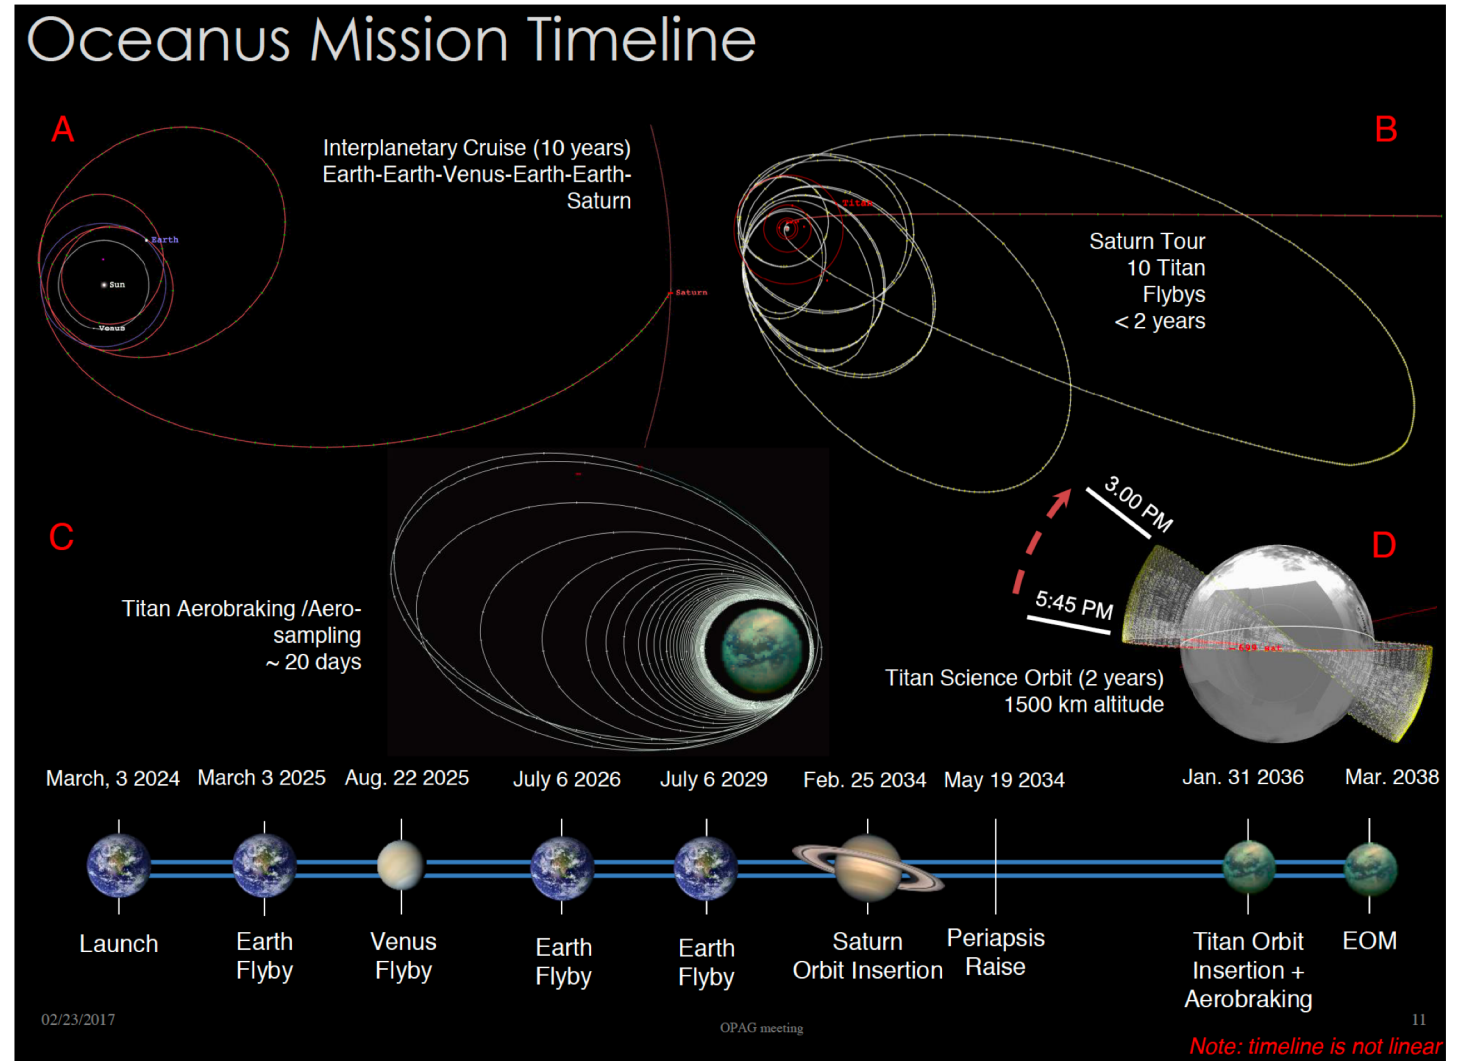 Oceanus Mission Timeline
A
Interplanetary Cruise (10 years)
Earth-Earth-Venus-Earth-Earth-
Saturn
Earth
Sun
Venus
Saturn
B
Titan
Saturn Tour
10 Titan
Flybys
< 2 years
C
Titan Aerobraking /Aero-
sampling
~ 20 days
D
3.00 PM
5:45 PM
Titan Science Orbit (2 years)
1500 km altitude
March, 3 2024
March 3 2025
Aug. 22 2025
July 6 2026
July 6 2029
Feb. 25 2034
May 19 2034
Jan. 31 2036
Mar. 2038
Launch
Earth
Flyby
Venus
Flyby
Earth
Flyby
Earth
Flyby
Saturn
Orbit Insertion
Periapsis
Raise
Titan Orbit
Insertion +
Aerobraking
EOM
02/23/2017
OPAG meeting
11
Note: timeline is not linear